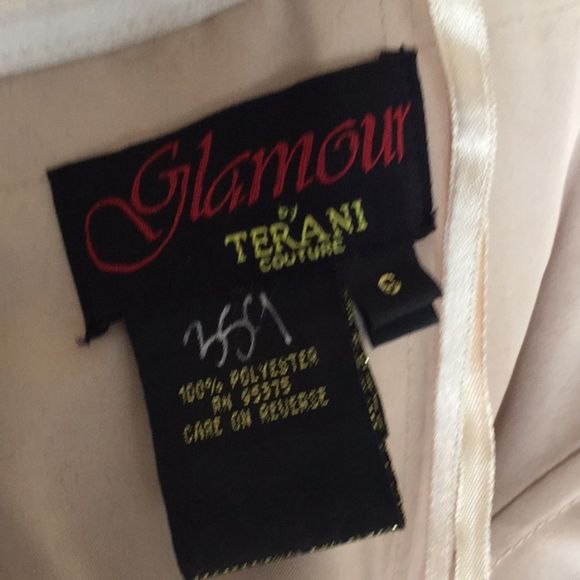 Glamour
by
TERANI
COUTURE
6
3551
100% POLYESTER
RN 95375
CARE ON REVERSE